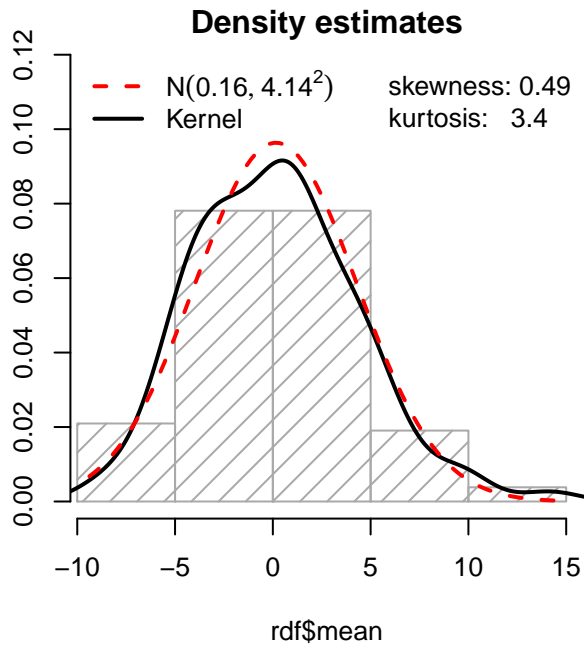 Density estimates
N(0.16, 4.14²) skewness: 0.49
Kernel kurtosis: 3.4
0.12
0.10
0.08
0.06
0.04
0.02
0.00
−10 −5 0 5 10 15
rdf$mean